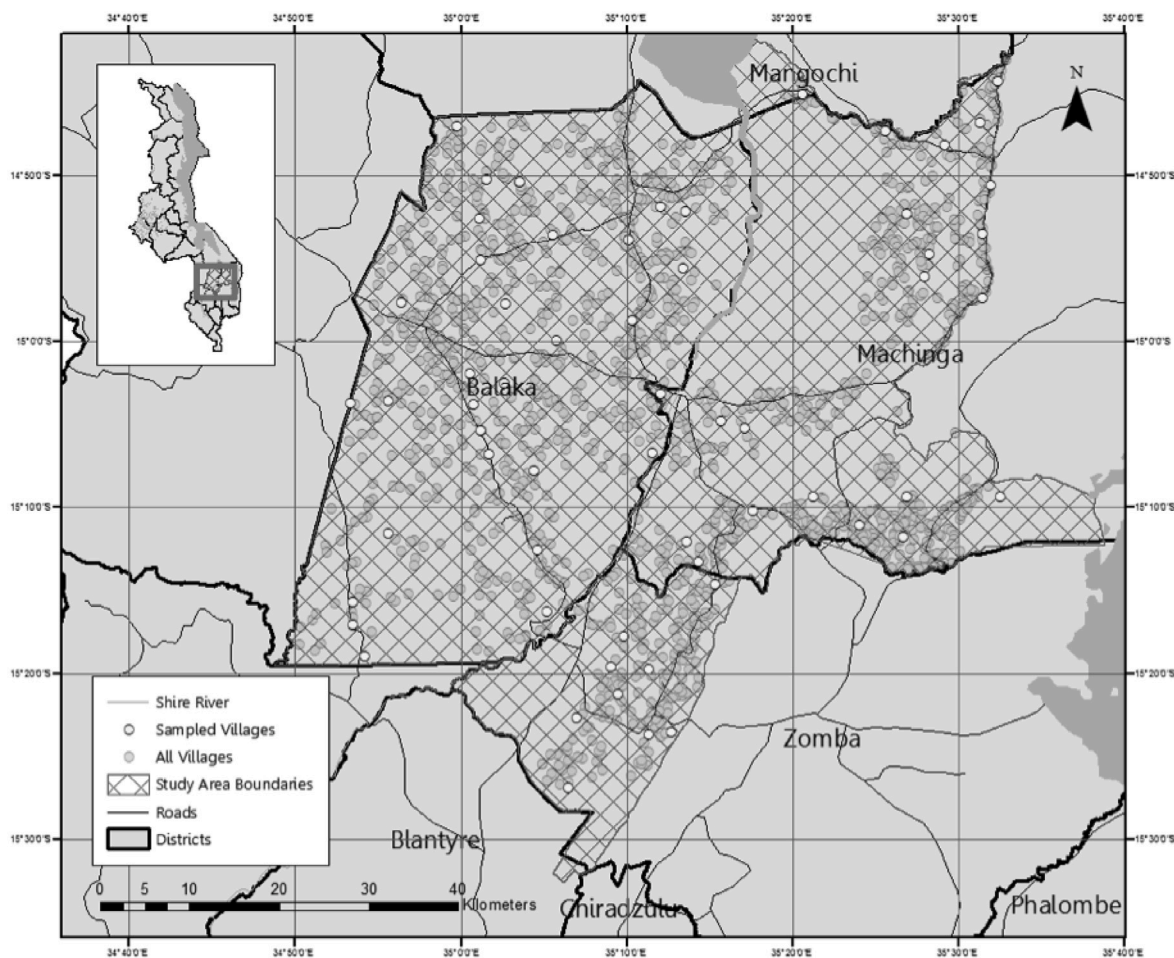 34°40'0"E 34°50'0"E 35°0'0"E 35°10'0"E 35°20'0"E 35°30'0"E 35°40'0"E
Mangochi
N
14°50'0"S 14°50'0"S
15°0'0"S 15°0'0"S
Machinga
Balaka
15°10'0"S 15°10'0"S
15°20'0"S 15°20'0"S
Shire River
Sampled Villages
All Villages
Study Area Boundaries
Roads
Districts
Zomba
Blantyre
15°30'0"S 15°30'0"S
0 5 10 20 30 40
Kilometers
Chiradzulu
Phalombe
34°40'0"E 34°50'0"E 35°0'0"E 35°10'0"E 35°20'0"E 35°30'0"E 35°40'0"E